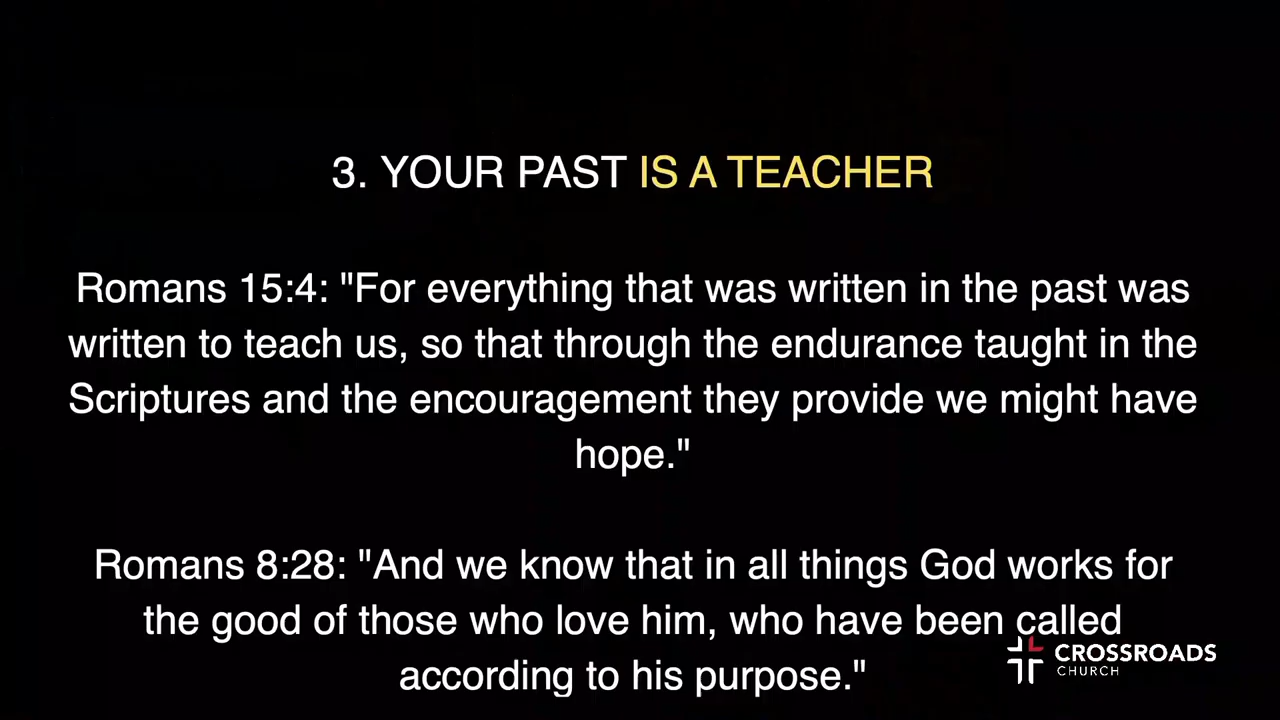 3. YOUR PAST IS A TEACHER
Romans 15:4: "For everything that was written in the past was
written to teach us, so that through the endurance taught in the
Scriptures and the encouragement they provide we might have
hope."
Romans 8:28: "And we know that in all things God works for
the good of those who love him, who have been called
according to his purpose."
CROSSROADS
CHURCH